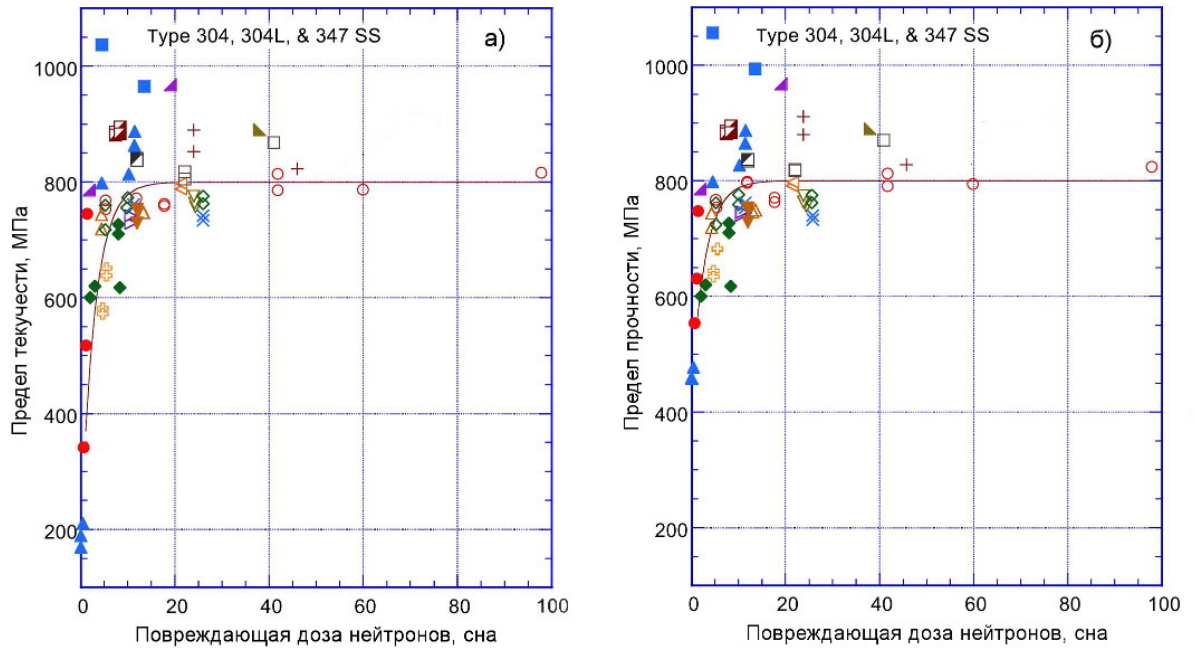 Type 304, 304L, & 347 SS
а)
1000
800
600
400
200
0
20
40
60
80
100
Предел текучести, МПа
Повреждающая доза нейтронов, сна
Type 304, 304L, & 347 SS
б)
1000
800
600
400
200
0
20
40
60
80
100
Предел прочности, МПа
Повреждающая доза нейтронов, сна